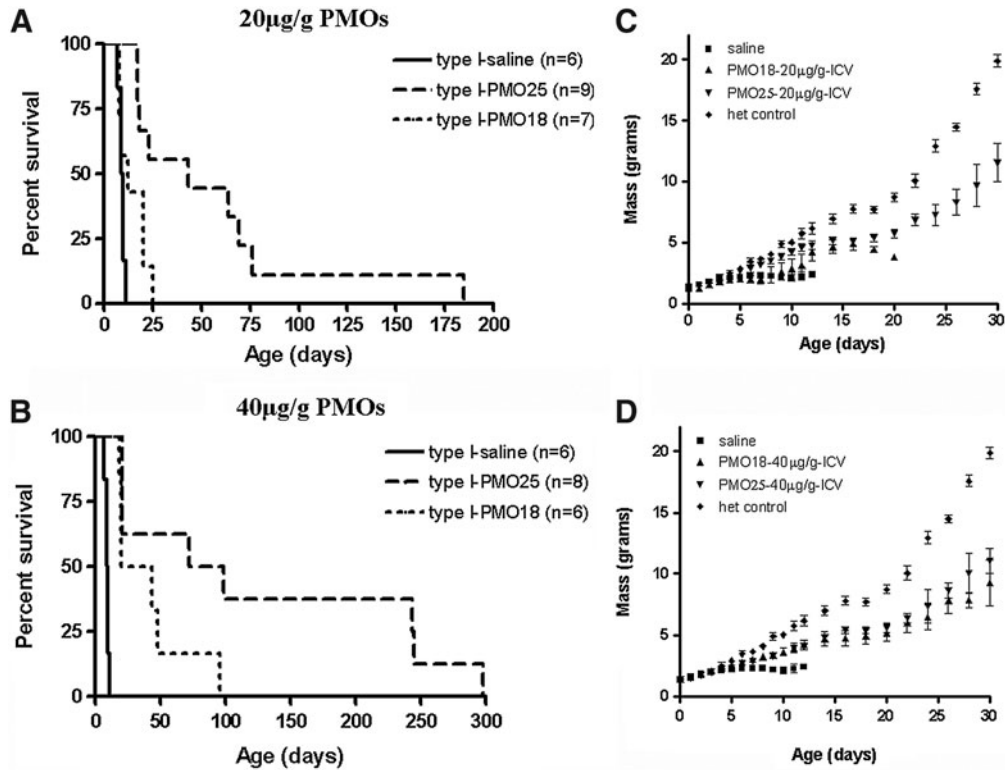 A
20µg/g PMOs
type I-saline (n=6)
type I-PMO25 (n=9)
type I-PMO18 (n=7)
Percent survival
100
75
50
25
0
0 25 50 75 100 125 150 175 200
Age (days)
C
saline
PMO18-20µg/g-ICV
PMO25-20µg/g-ICV
het control
Mass (grams)
20
15
10
5
0
0 5 10 15 20 25 30
Age (days)
B
40µg/g PMOs
type I-saline (n=6)
type I-PMO25 (n=8)
type I-PMO18 (n=6)
Percent survival
100
75
50
25
0
0 50 100 150 200 250 300
Age (days)
D
saline
PMO18-40µg/g-ICV
PMO25-40µg/g-ICV
het control
Mass (grams)
20
15
10
5
0
0 5 10 15 20 25 30
Age (days)